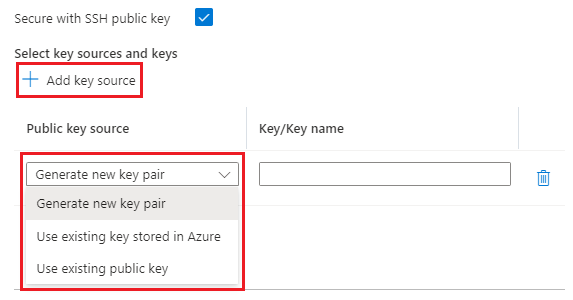 Secure with SSH public key
Select key sources and keys
Add key source
Public key source
Key/Key name
Generate new key pair
Generate new key pair
Use existing key stored in Azure
Use existing public key